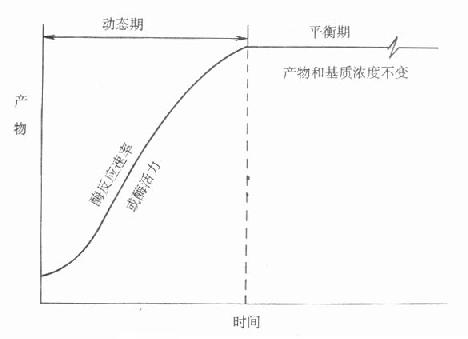 动态期
平衡期
产物和基质浓度不变
产
物
酶反应速率
或酶活力
时间